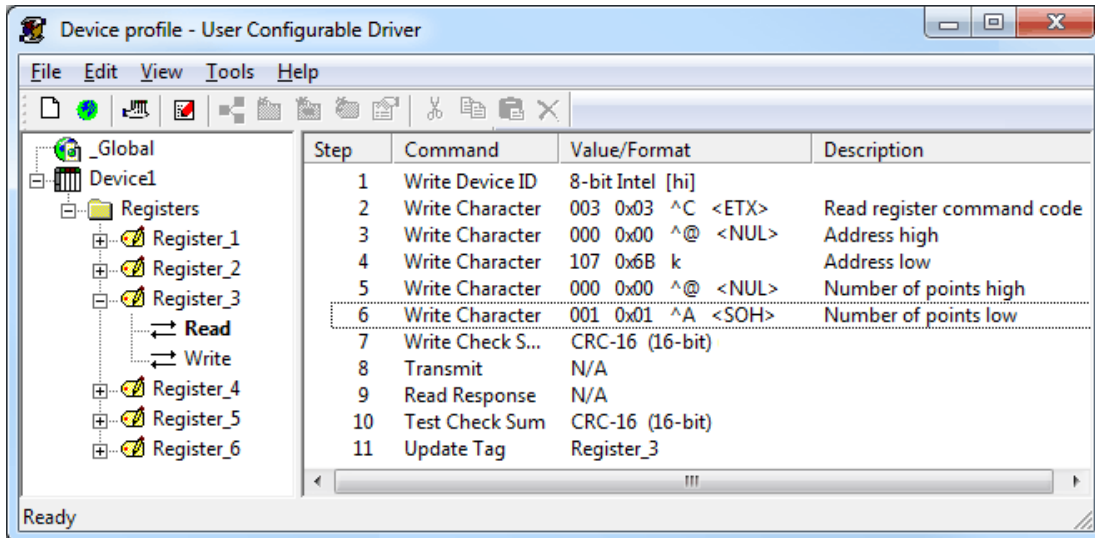 Device profile - User Configurable Driver
File Edit View Tools Help
_Global
Device1
Registers
Register_1
Register_2
Register_3
Read
Write
Register_4
Register_5
Register_6
Step Command Value/Format Description
1 Write Device ID 8-bit Intel [hi]
2 Write Character 003 0x03 ^C <ETX> Read register command code
3 Write Character 000 0x00 ^@ <NUL> Address high
4 Write Character 107 0x6B k Address low
5 Write Character 000 0x00 ^@ <NUL> Number of points high
6 Write Character 001 0x01 ^A <SOH> Number of points low
7 Write Check S... CRC-16 (16-bit)
8 Transmit N/A
9 Read Response N/A
10 Test Check Sum CRC-16 (16-bit)
11 Update Tag Register_3
Ready